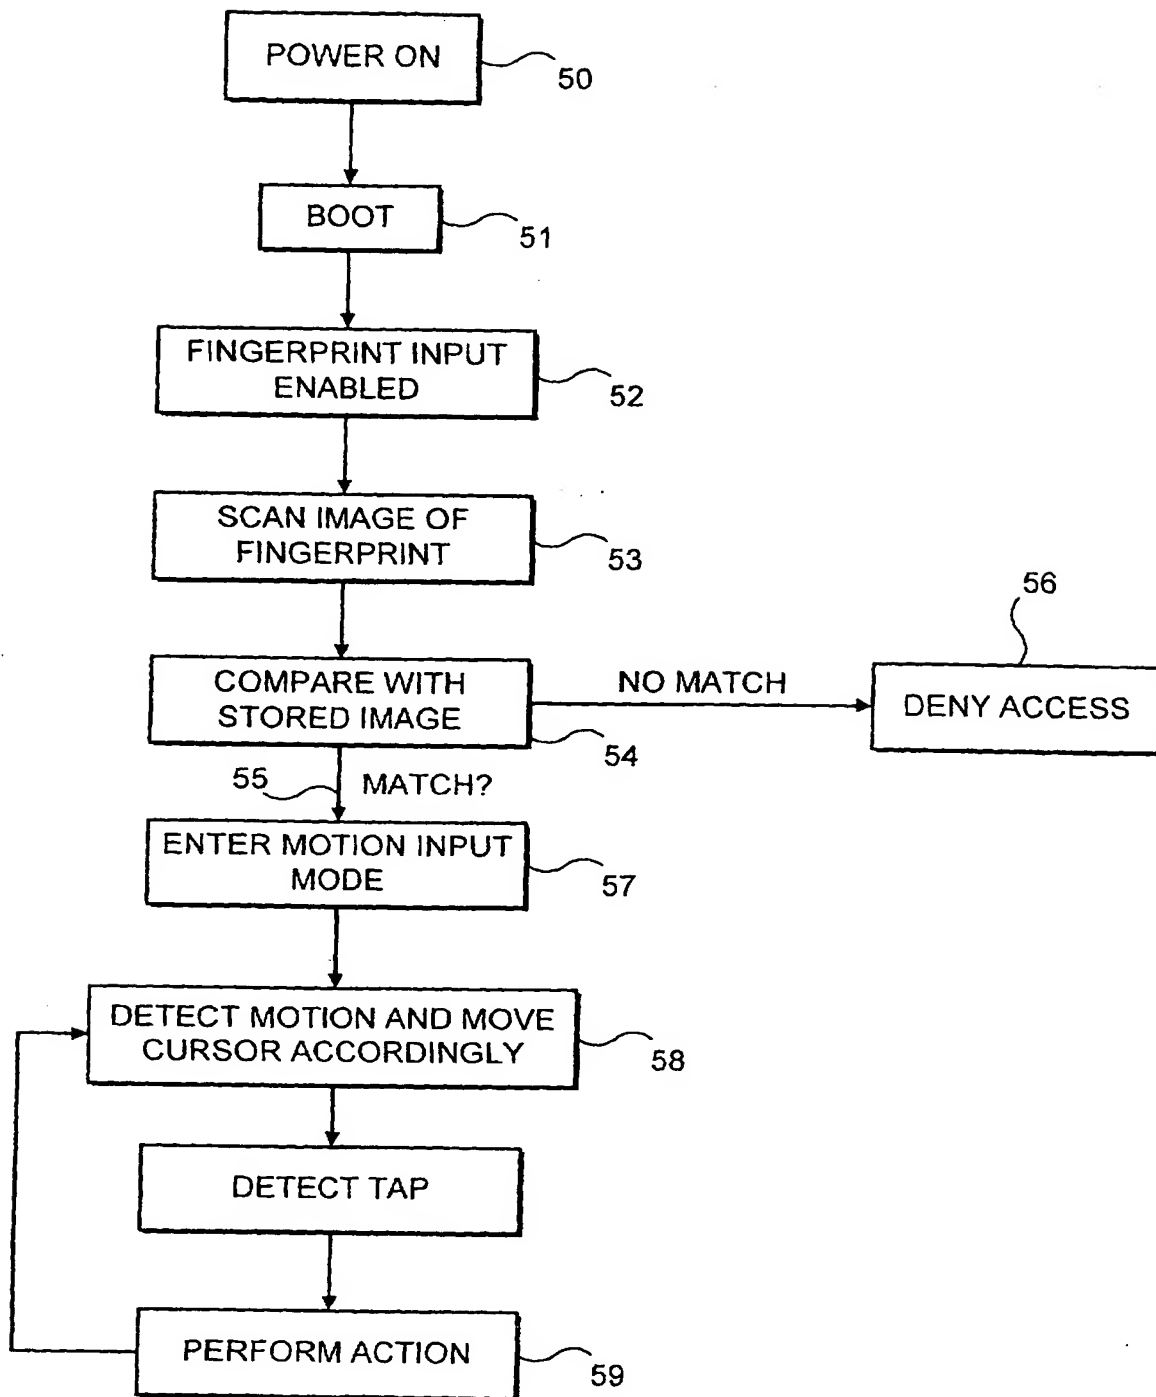 POWER ON
50
BOOT
51
FINGERPRINT INPUT
ENABLED
52
SCAN IMAGE OF
FINGERPRINT
53
COMPARE WITH
STORED IMAGE
54
NO MATCH
56
DENY ACCESS
55
MATCH?
ENTER MOTION INPUT
MODE
57
DETECT MOTION AND MOVE
CURSOR ACCORDINGLY
58
DETECT TAP
PERFORM ACTION
59